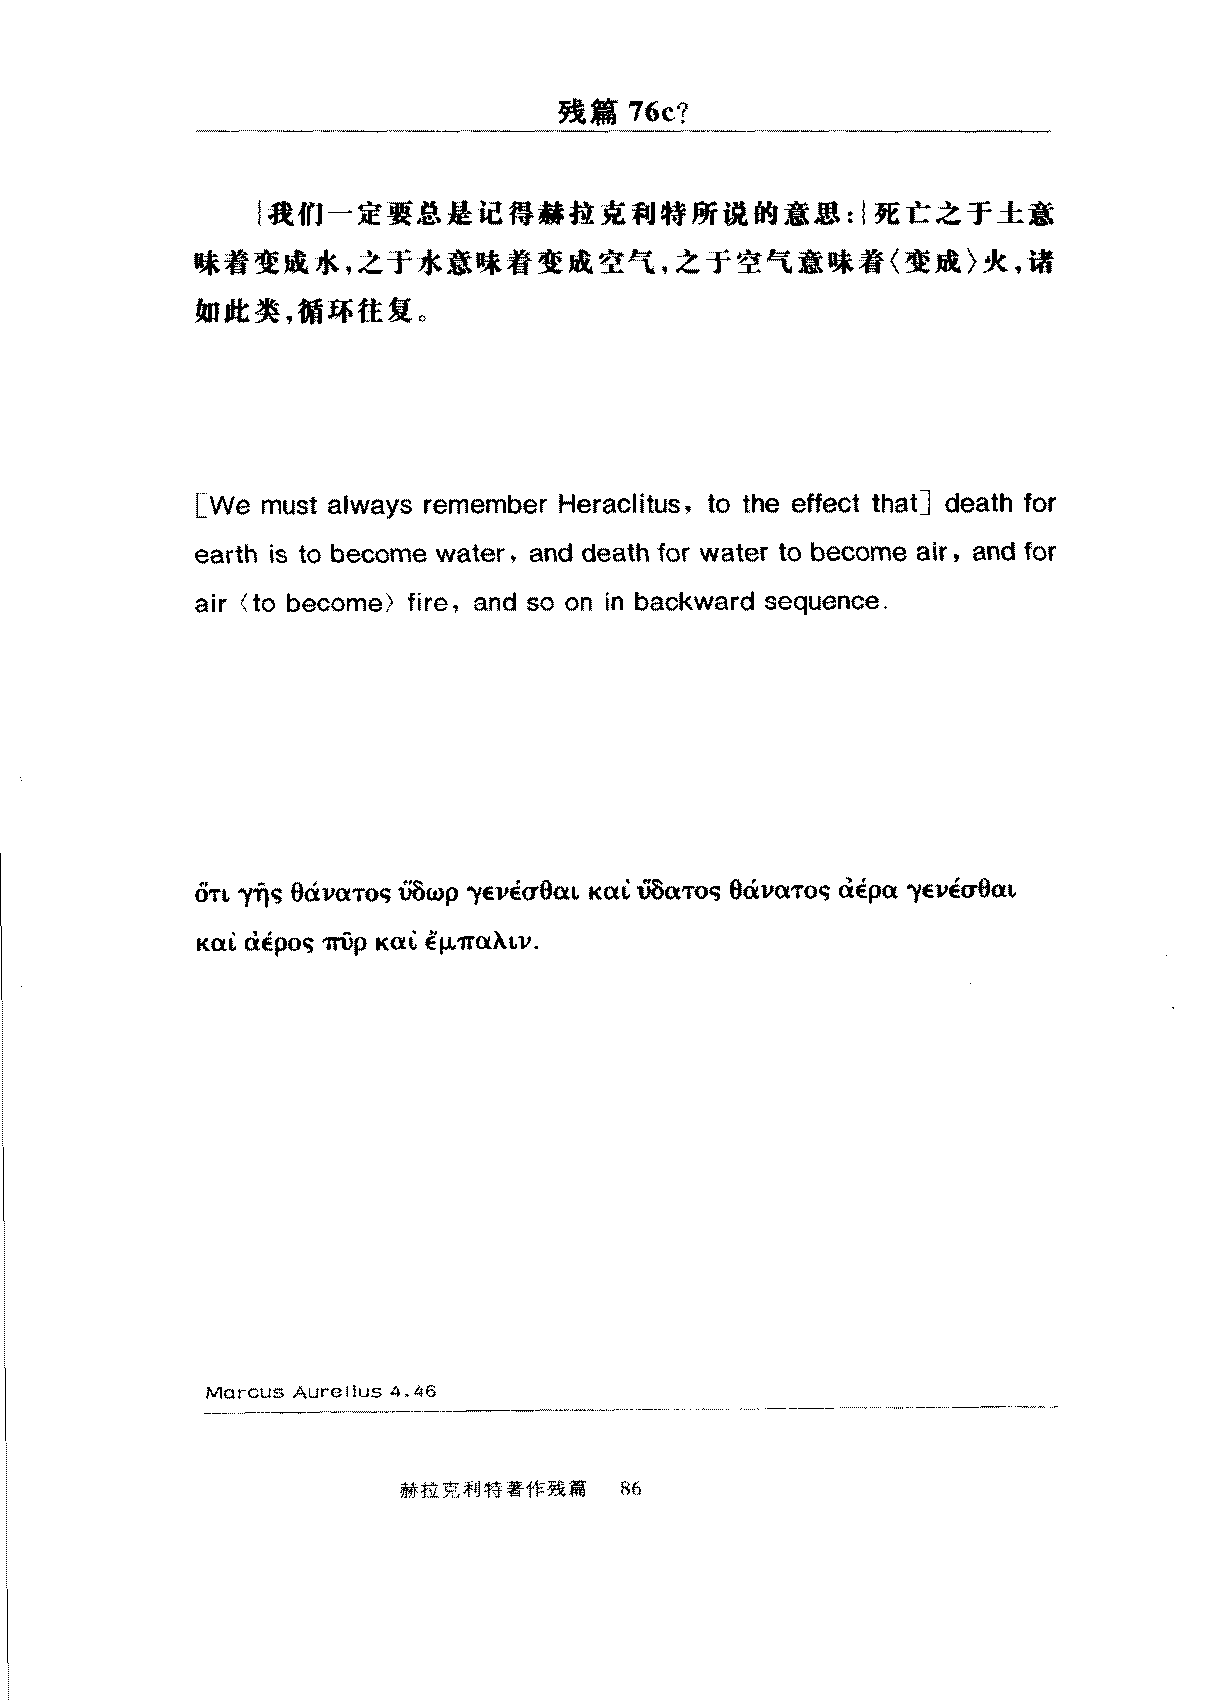 残篇 76c?
[我们一定要总是记得赫拉克利特所说的意思:]死亡之于土意
味着变成水,之于水意味着变成空气,之于空气意味着〈变成〉火,诸
如此类,循环往复。
[We must always remember Heraclitus, to the effect that] death for
earth is to become water, and death for water to become air, and for
air 〈to become〉 fire, and so on in backward sequence.
ὅτι γῆς θάνατος ὕδωρ γενέσθαι καὶ ὕδατος θάνατος ἀέρα γενέσθαι
καὶ ἀέρος πῦρ καὶ ἔμπαλιν.
Marcus Aurelius 4.46
赫拉克利特著作残篇 86